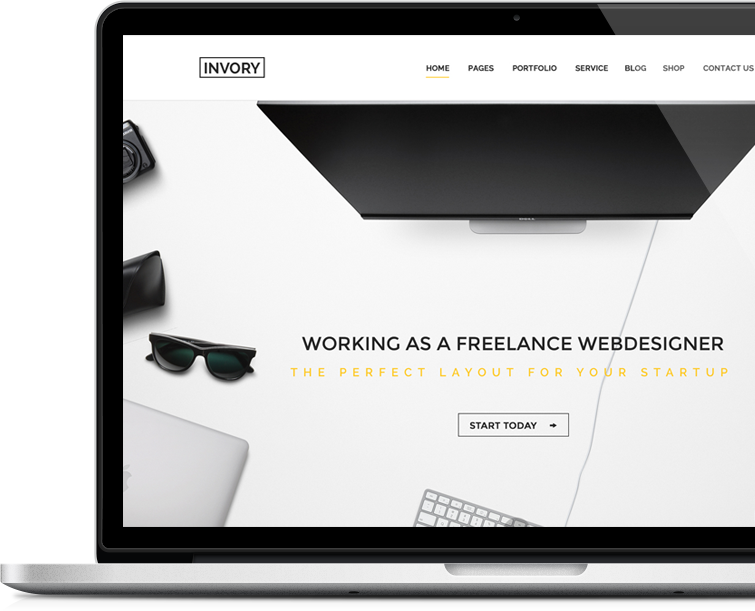 INVORY
HOME PAGES PORTFOLIO SERVICE BLOG SHOP CONTACT US
DELL
WORKING AS A FREELANCE WEBDESIGNER
THE PERFECT LAYOUT FOR YOUR STARTUP
START TODAY